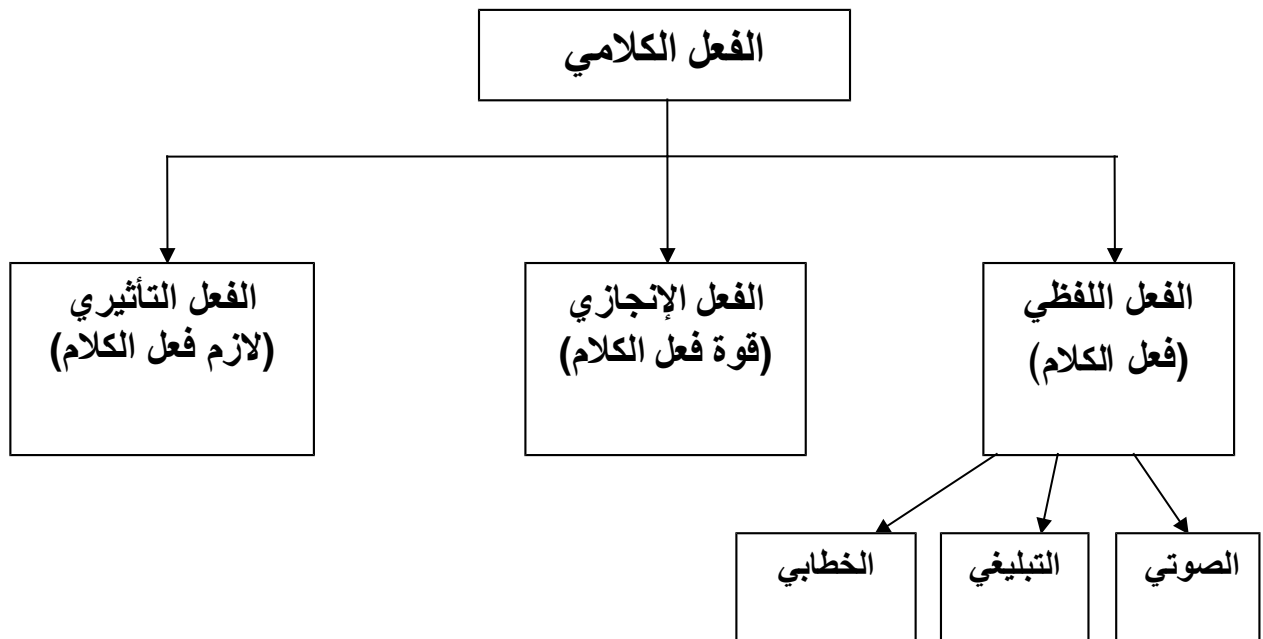 الفعل الكلامي
الفعل اللفظي
(فعل الكلام)
الفعل الإنجازي
(قوة فعل الكلام)
الفعل التأثيري
(لازم فعل الكلام)
الصوتي
التبليغي
الخطابي